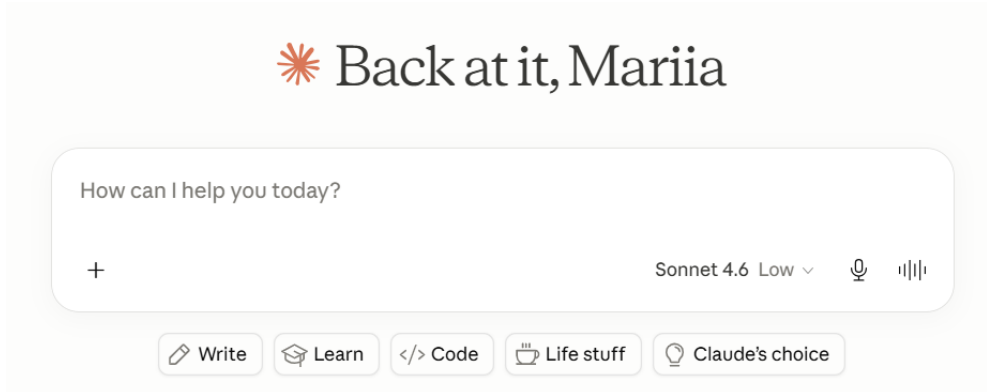 Back at it, Mariia
How can I help you today?
Sonnet 4.6 Low
Write Learn </> Code Life stuff Claude's choice